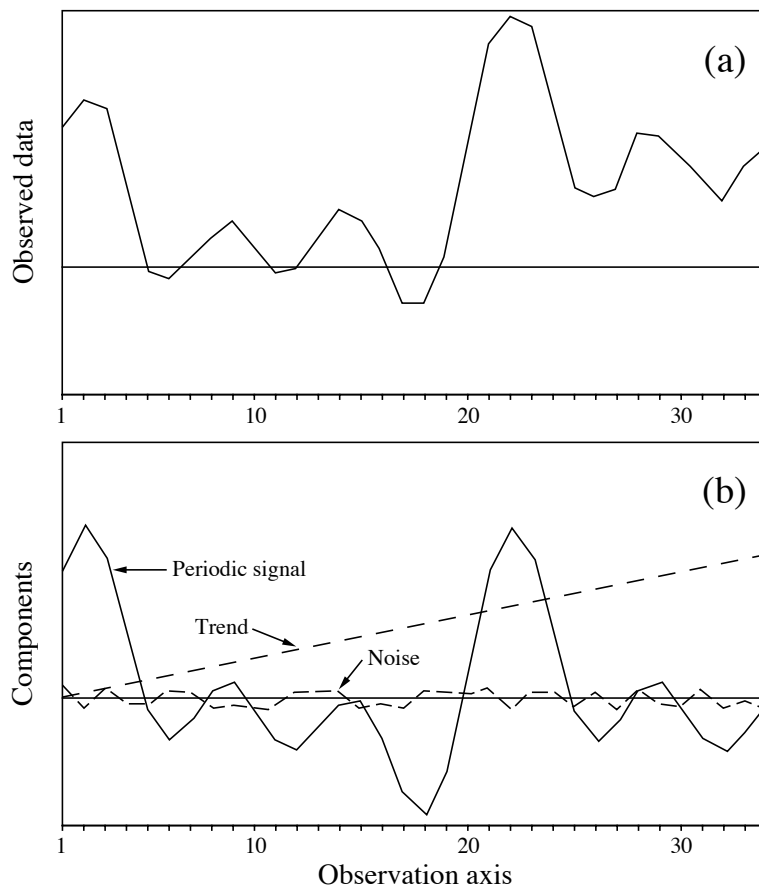 (a)
Observed data
1 10 20 30
(b)
Periodic signal
Trend
Noise
Components
1 10 20 30
Observation axis